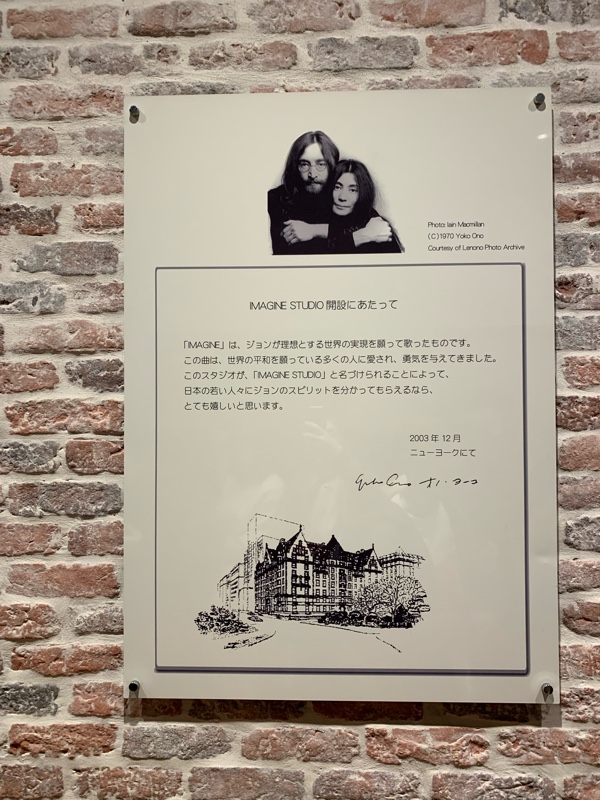 Photo: Iain Macmillan
(C)1970 Yoko Ono
Courtesy of Lenono Photo Archive
IMAGINE STUDIO 開設にあたって
「IMAGINE」は、ジョンが理想とする世界の実現を願って歌ったものです。
この曲は、世界の平和を願っている多くの人に愛され、勇気を与えてきました。
このスタジオが、「IMAGINE STUDIO」と名づけられることによって、
日本の若い人々にジョンのスピリットを分かってもらえるなら、
とても嬉しいと思います。
2003 年 12 月
ニューヨークにて
Yoko Ono オノ・ヨーコ